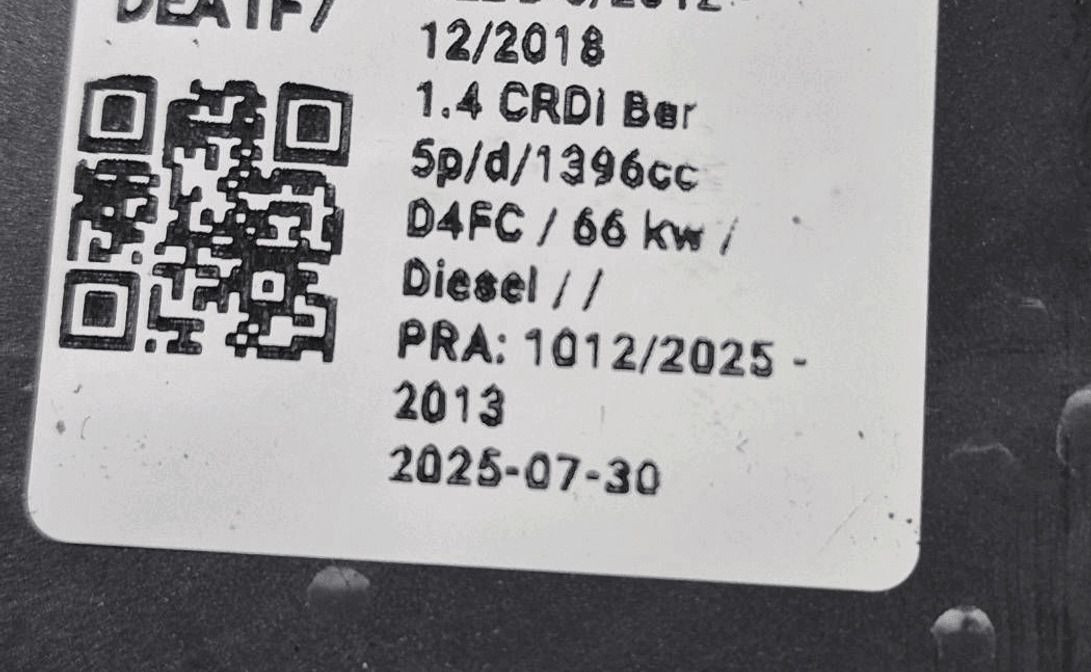 12/2018
1.4 CRDi Ber
5p/d/1396cc
D4FC / 66 kw /
Diesel / /
PRA: 1012/2025 -
2013
2025-07-30